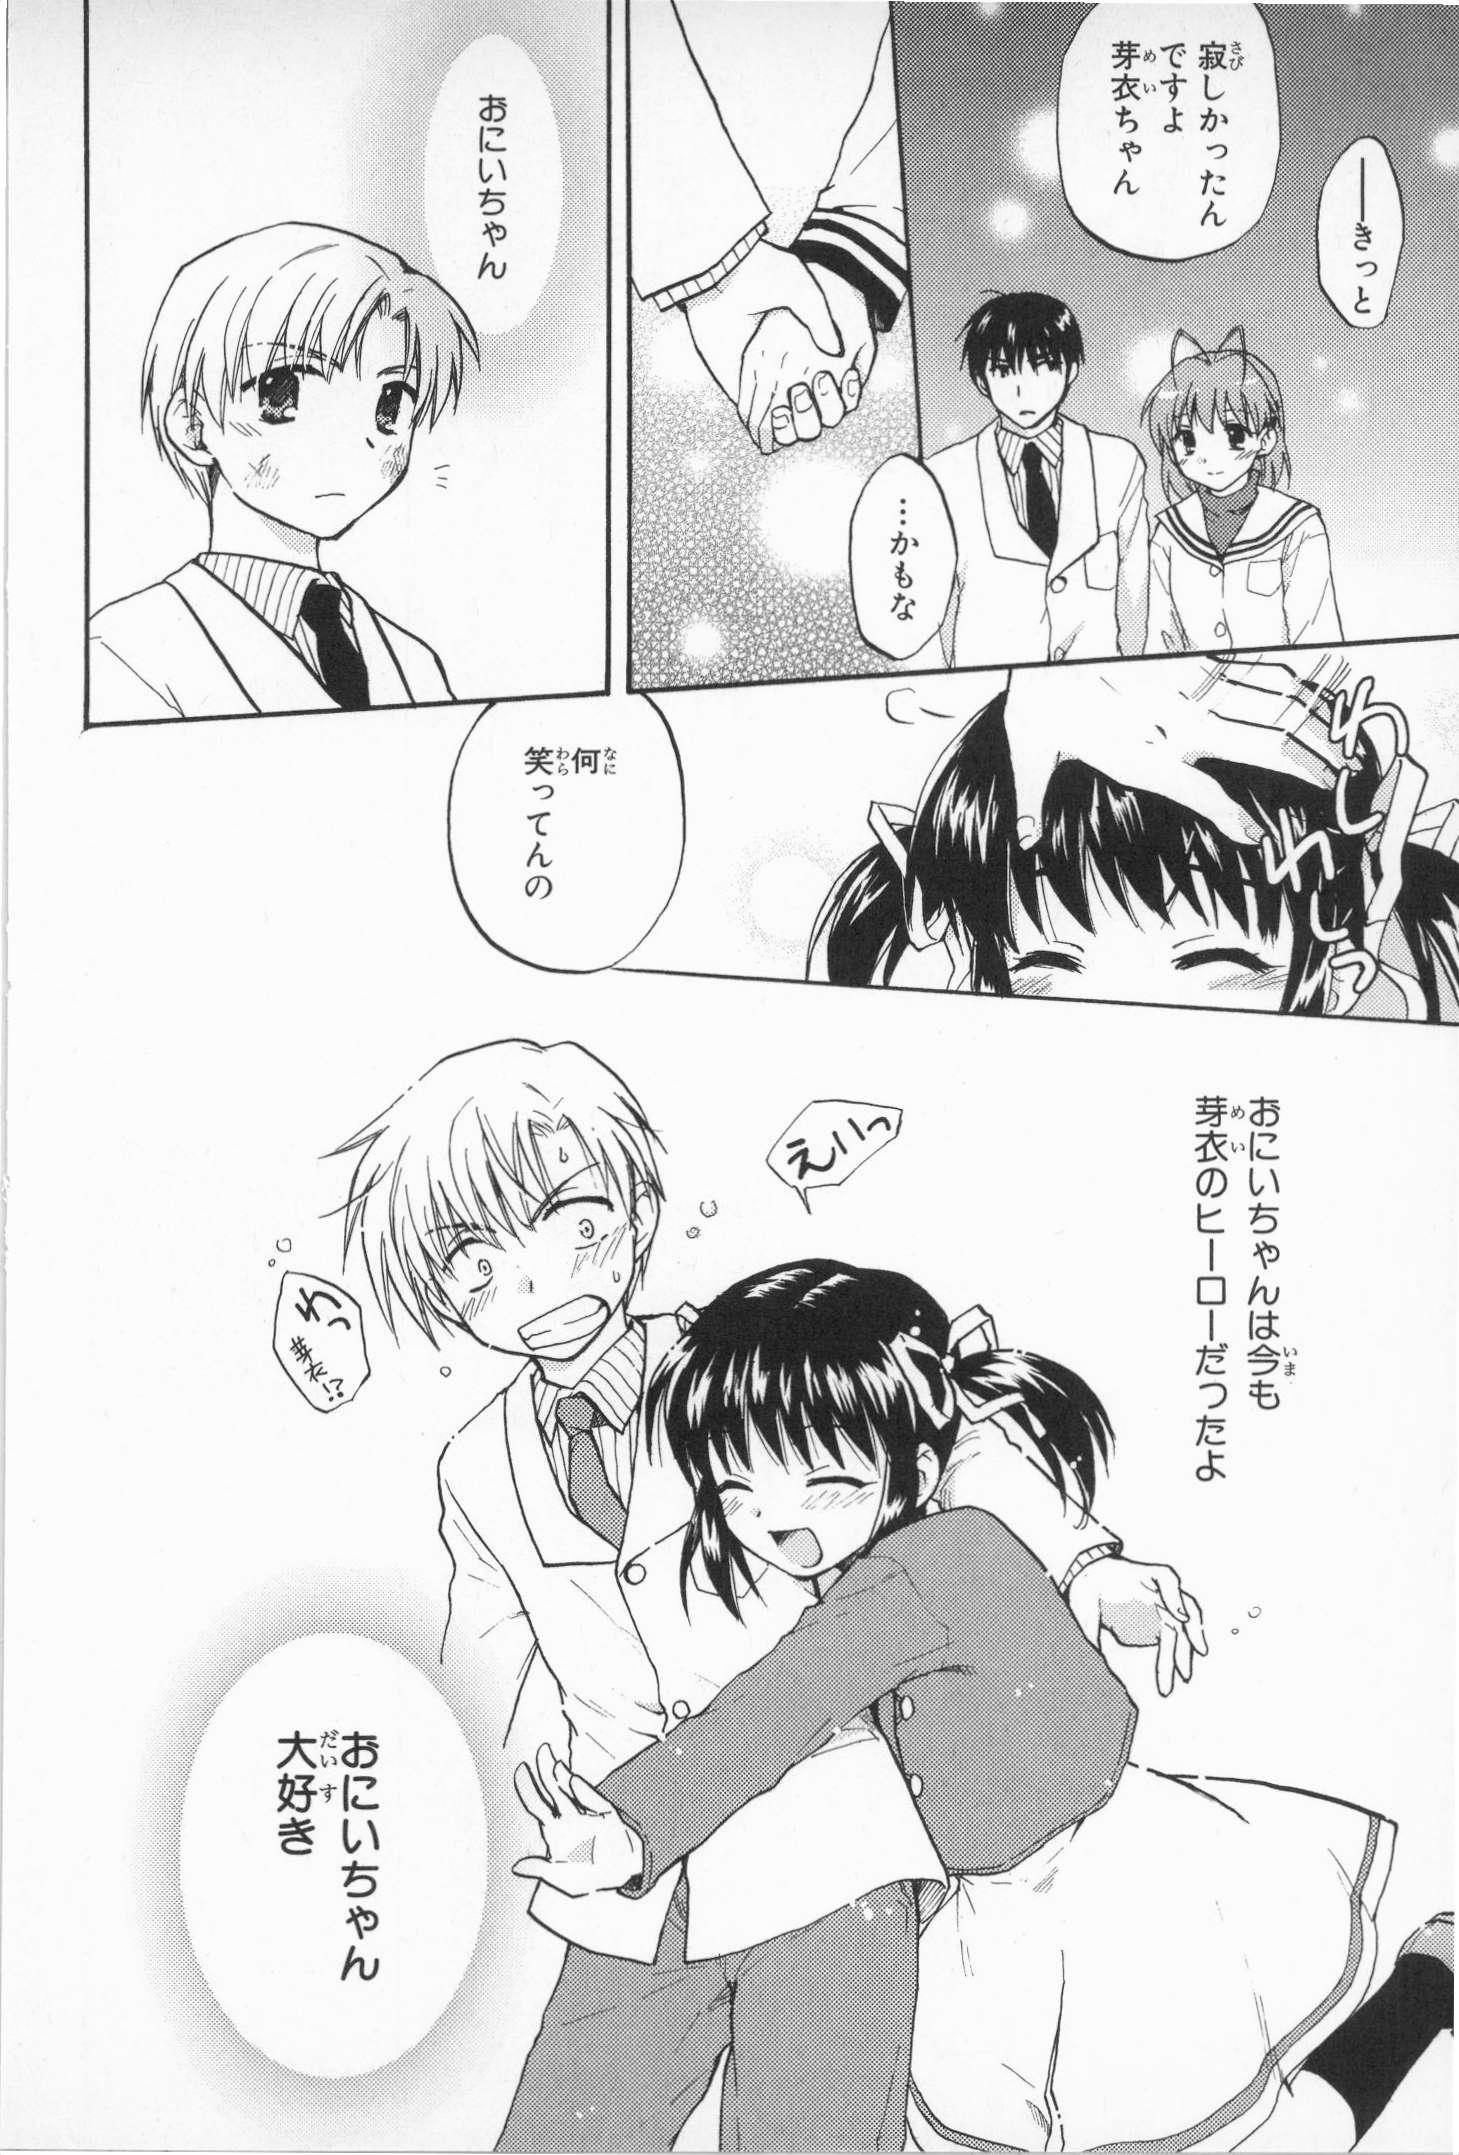 ――きっと
寂しかったん
ですよ
芽衣ちゃん
…かもな
おにいちゃん
わしわしっ
何
笑ってんの
おにいちゃんは今も
芽衣のヒーローだったよ
えいっ
わっ
芽衣!?
おにいちゃん
大好き